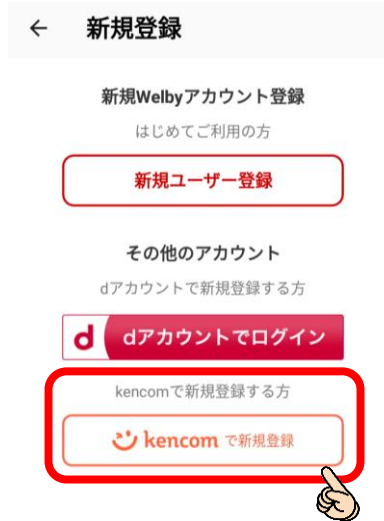 ← 新規登録
新規Welbyアカウント登録
はじめてご利用の方
新規ユーザー登録
その他のアカウント
dアカウントで新規登録する方
d dアカウントでログイン
kencomで新規登録する方
kencom で新規登録